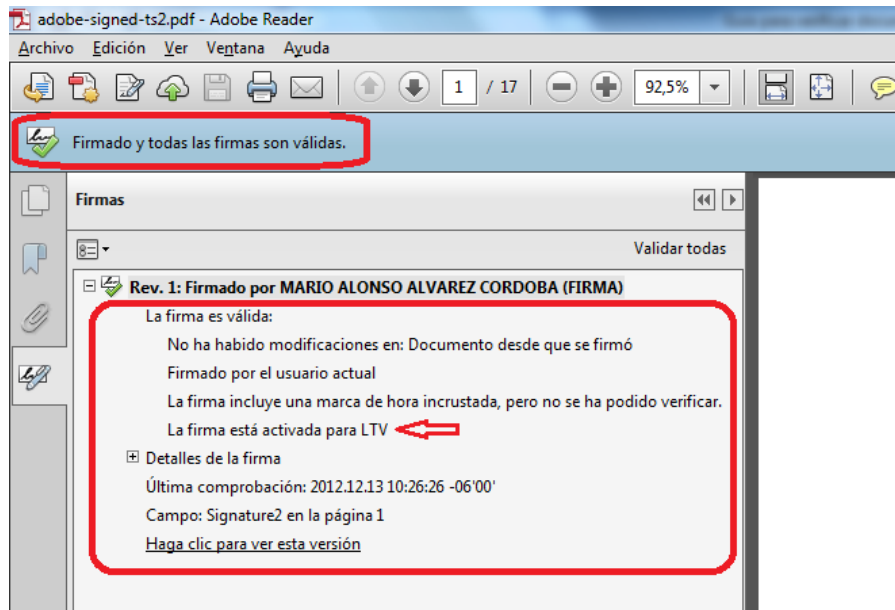 adobe-signed-ts2.pdf - Adobe Reader
Archivo Edición Ver Ventana Ayuda
1 / 17 92,5%
Firmado y todas las firmas son válidas.
Firmas
Validar todas
Rev. 1: Firmado por MARIO ALONSO ALVAREZ CORDOBA (FIRMA)
La firma es válida:
No ha habido modificaciones en: Documento desde que se firmó
Firmado por el usuario actual
La firma incluye una marca de hora incrustada, pero no se ha podido verificar.
La firma está activada para LTV
Detalles de la firma
Última comprobación: 2012.12.13 10:26:26 -06'00'
Campo: Signature2 en la página 1
Haga clic para ver esta versión